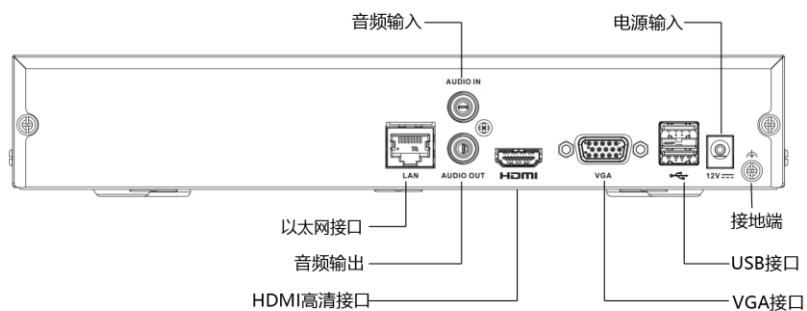 音频输入
电源输入
AUDIO IN
LAN
AUDIO OUT
HDMI
VGA
12V
以太网接口
接地端
音频输出
USB接口
HDMI高清接口
VGA接口